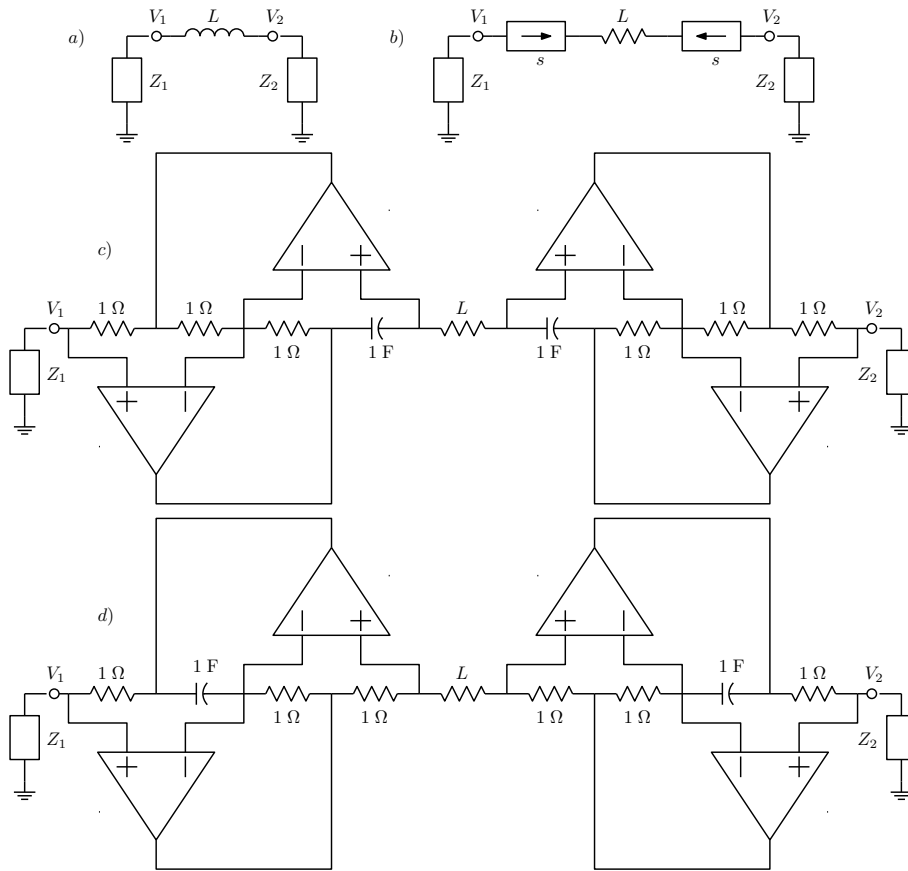 a) V₁ L V₂ b) V₁ L V₂
Z₁ Z₂ Z₁ s s Z₂
c)
V₁ 1 Ω 1 Ω L 1 Ω 1 Ω V₂
1 Ω 1 F 1 F 1 Ω
Z₁ Z₂
d)
V₁ 1 Ω 1 F L 1 F 1 Ω V₂
1 Ω 1 Ω 1 Ω 1 Ω
Z₁ Z₂